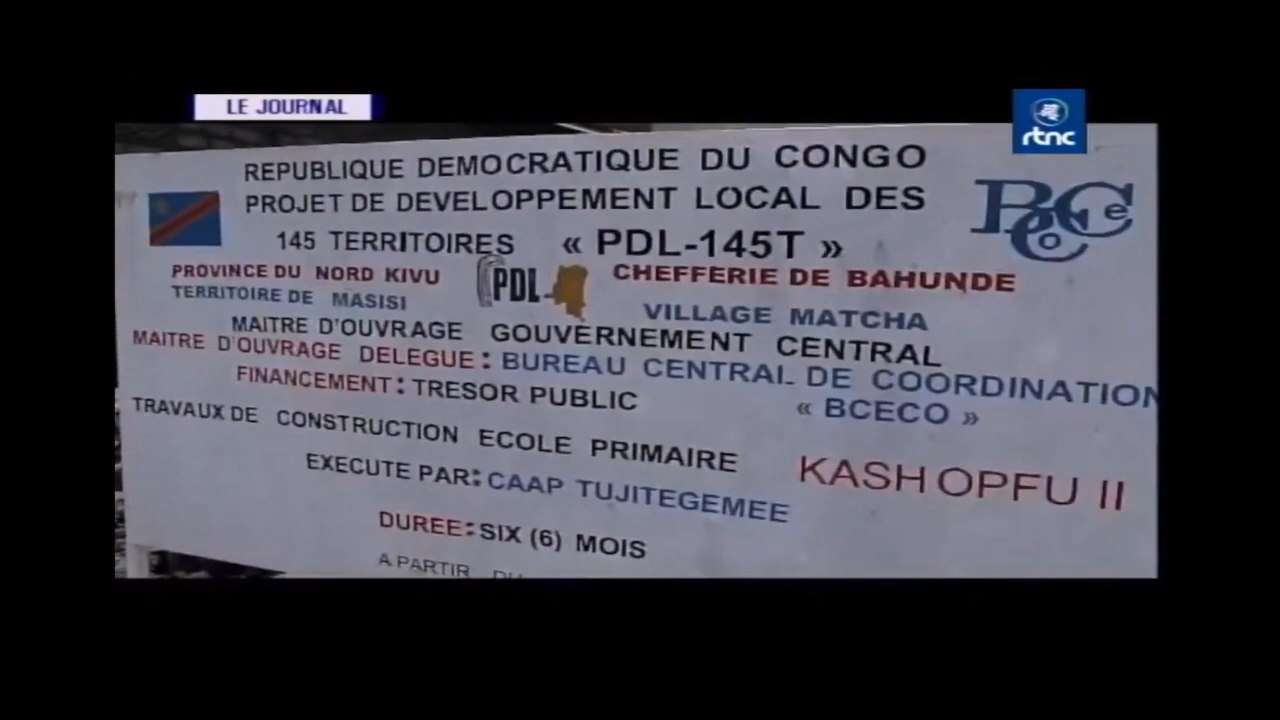 LE JOURNAL
rtnc
REPUBLIQUE DEMOCRATIQUE DU CONGO
PROJET DE DEVELOPPEMENT LOCAL DES
145 TERRITOIRES « PDL-145T »
BCeCo
PROVINCE DU NORD KIVU
PDL
CHEFFERIE DE BAHUNDE
TERRITOIRE DE MASISI
VILLAGE MATCHA
MAITRE D'OUVRAGE GOUVERNEMENT CENTRAL
MAITRE D'OUVRAGE DELEGUE : BUREAU CENTRAL DE COORDINATION
« BCECO »
FINANCEMENT : TRESOR PUBLIC
TRAVAUX DE CONSTRUCTION ECOLE PRIMAIRE KASHOPFU II
EXECUTE PAR: CAAP TUJITEGEMEE
DUREE: SIX (6) MOIS
A PARTIR